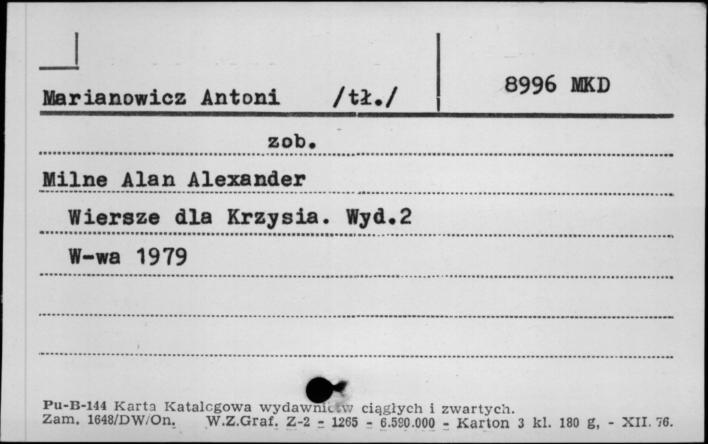 Marianowicz Antoni /tł./ 8996 MKD
zob.
Milne Alan Alexander
Wiersze dla Krzysia. Wyd.2
W-wa 1979
Pu-B-144 Karta Katalogowa wydawnictw ciągłych i zwartych.
Zam. 1648/DW/On. W.Z.Graf. Z-2 - 1265 - 6.590.000 - Karton 3 kl. 180 g, - XII. 76.